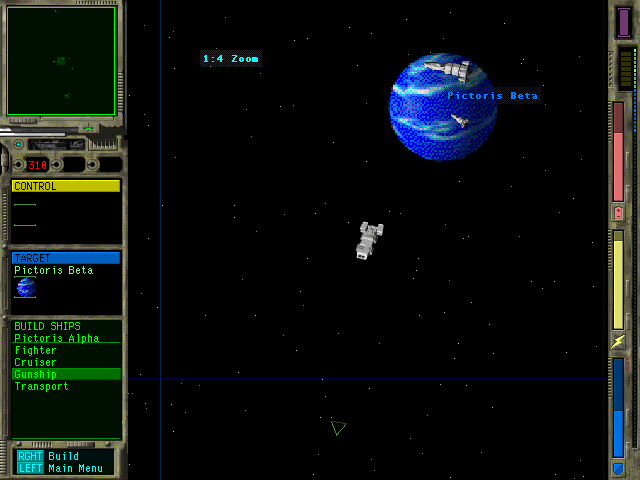 1:4 Zoom
Pictoris Beta
310
CONTROL
TARGET
Pictoris Beta
BUILD SHIPS
Pictoris Alpha
Fighter
Cruiser
Gunship
Transport
RGHT Build
LEFT Main Menu